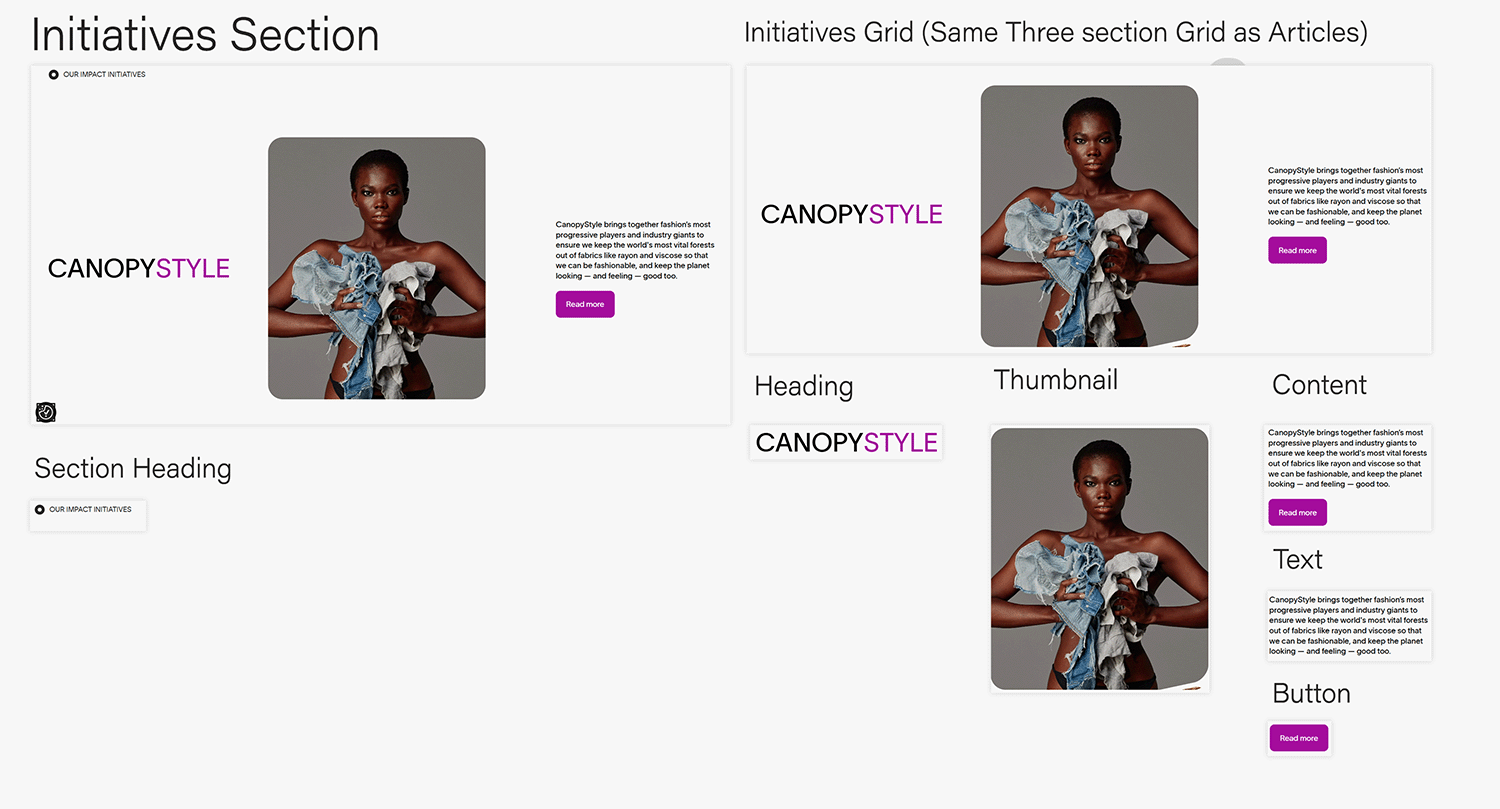 Initiatives Section
OUR IMPACT INITIATIVES
CANOPYSTYLE
CanopyStyle brings together fashion's most
progressive players and industry giants to
ensure we keep the world's most vital forests
out of fabrics like rayon and viscose so that
we can be fashionable, and keep the planet
looking — and feeling — good too.
Read more
Section Heading
OUR IMPACT INITIATIVES
Initiatives Grid (Same Three section Grid as Articles)
CANOPYSTYLE
CanopyStyle brings together fashion's most
progressive players and industry giants to
ensure we keep the world's most vital forests
out of fabrics like rayon and viscose so that
we can be fashionable, and keep the planet
looking — and feeling — good too.
Read more
Heading
CANOPYSTYLE
Thumbnail
Content
CanopyStyle brings together fashion's most
progressive players and industry giants to
ensure we keep the world's most vital forests
out of fabrics like rayon and viscose so that
we can be fashionable, and keep the planet
looking — and feeling — good too.
Read more
Text
CanopyStyle brings together fashion's most
progressive players and industry giants to
ensure we keep the world's most vital forests
out of fabrics like rayon and viscose so that
we can be fashionable, and keep the planet
looking — and feeling — good too.
Button
Read more